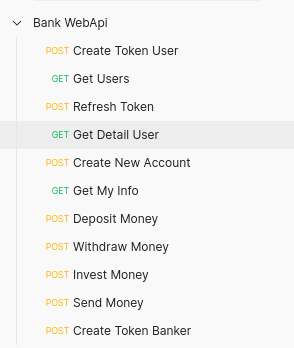 Bank WebApi
POST Create Token User
GET Get Users
POST Refresh Token
GET Get Detail User
POST Create New Account
GET Get My Info
POST Deposit Money
POST Withdraw Money
POST Invest Money
POST Send Money
POST Create Token Banker